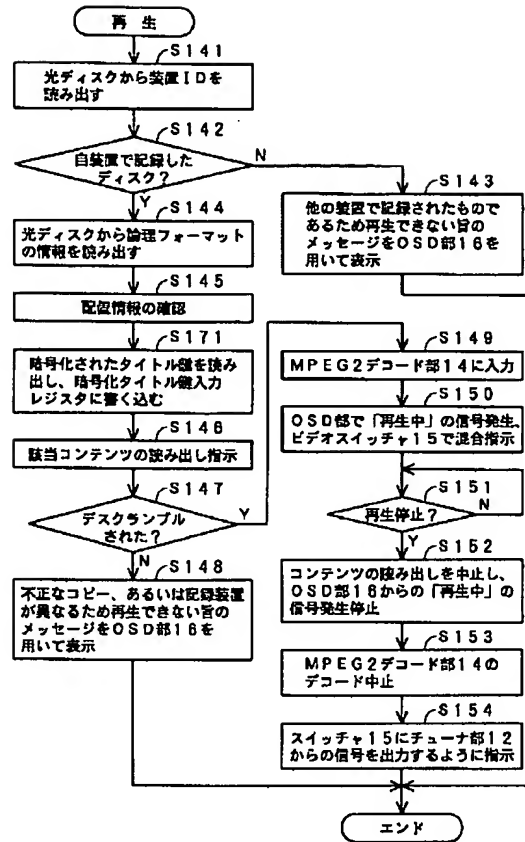 再 生
S141
光ディスクから装置IDを
読み出す
S142
自装置で記録した
ディスク?
N
Y
S143
他の装置で記録されたもので
あるため再生できない旨の
メッセージをOSD部16を
用いて表示
S144
光ディスクから論理フォーマット
の情報を読み出す
S145
配置情報の確認
S171
暗号化されたタイトル鍵を読み
出し、暗号化タイトル鍵入力
レジスタに書く込む
S146
該当コンテンツの読み出し指示
S147
デスクランブル
された?
Y
N
S148
不正なコピー、あるいは記録装置
が異なるため再生できない旨の
メッセージをOSD部16を
用いて表示
S149
MPEG2デコード部14に入力
S150
OSD部で「再生中」の信号発生、
ビデオスイッチャ15で混合指示
S151
再生停止?
N
Y
S152
コンテンツの読み出しを中止し、
OSD部16からの「再生中」の
信号発生停止
S153
MPEG2デコード部14の
デコード中止
S154
スイッチャ15にチューナ部12
からの信号を出力するように指示
エンド